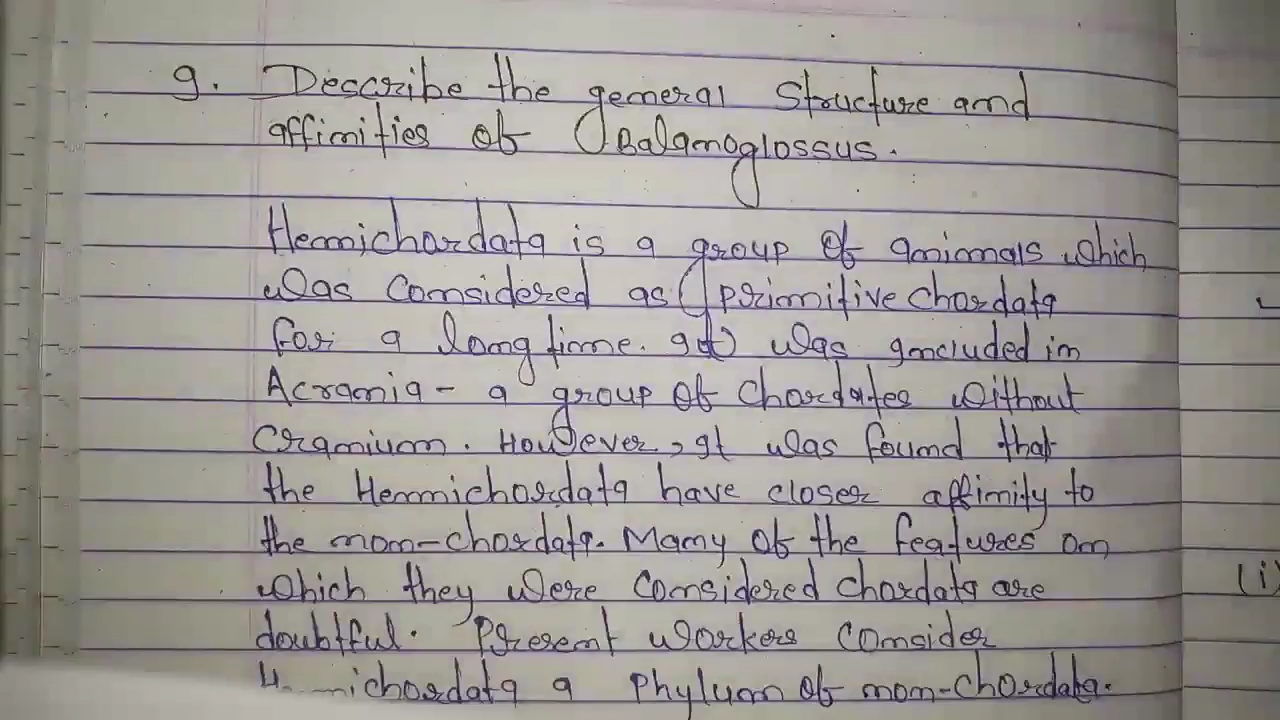 9. Describe the general Structure and
affinities of Balanoglossus.
Hemichordata is a group of animals which
was Considered as primitive Chordata
for a long time. It was included in
Acrania - a group of Chordates without
Cranium. However, It was found that
the Hemichordata have closer affinity to
the non-chordata. Many of the features on
which they were Considered Chordata are
doubtful. Present workers Consider
Hemichordata a Phylum of non-Chordata.
(i)